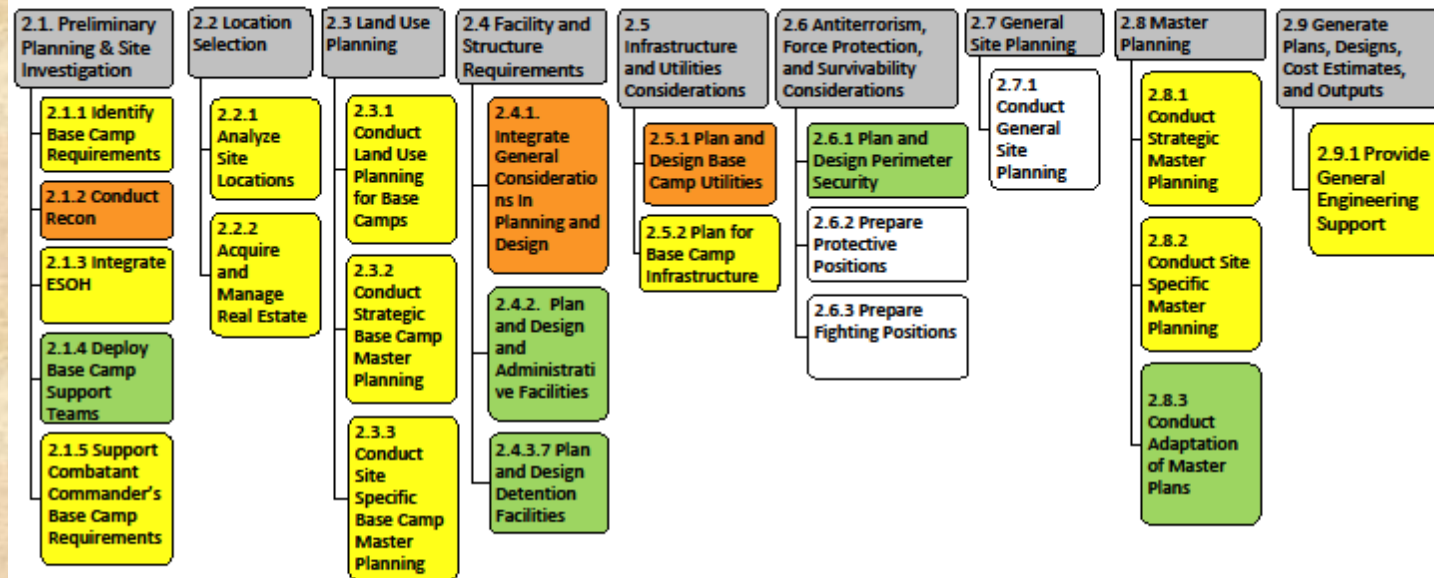 2.1. Preliminary
Planning & Site
Investigation
2.1.1 Identify
Base Camp
Requirements
2.1.2 Conduct
Recon
2.1.3 Integrate
ESOH
2.1.4 Deploy
Base Camp
Support
Teams
2.1.5 Support
Combatant
Commander's
Base Camp
Requirements
2.2 Location
Selection
2.2.1
Analyze
Site
Locations
2.2.2
Acquire
and
Manage
Real Estate
2.3 Land Use
Planning
2.3.1
Conduct
Land Use
Planning
for Base
Camps
2.3.2
Conduct
Strategic
Base Camp
Master
Planning
2.3.3
Conduct
Site
Specific
Base Camp
Master
Planning
2.4 Facility and
Structure
Requirements
2.4.1.
Integrate
General
Consideratio
ns In
Planning and
Design
2.4.2. Plan
and Design
and
Administrati
ve Facilities
2.4.3.7 Plan
and Design
Detention
Facilities
2.5
Infrastructure
and Utilities
Considerations
2.5.1 Plan and
Design Base
Camp Utilities
2.5.2 Plan for
Base Camp
Infrastructure
2.6 Antiterrorism,
Force Protection,
and Survivability
Considerations
2.6.1 Plan and
Design Perimeter
Security
2.6.2 Prepare
Protective
Positions
2.6.3 Prepare
Fighting Positions
2.7 General
Site Planning
2.7.1
Conduct
General
Site
Planning
2.8 Master
Planning
2.8.1
Conduct
Strategic
Master
Planning
2.8.2
Conduct Site
Specific
Master
Planning
2.8.3
Conduct
Adaptation
of Master
Plans
2.9 Generate
Plans, Designs,
Cost Estimates,
and Outputs
2.9.1 Provide
General
Engineering
Support